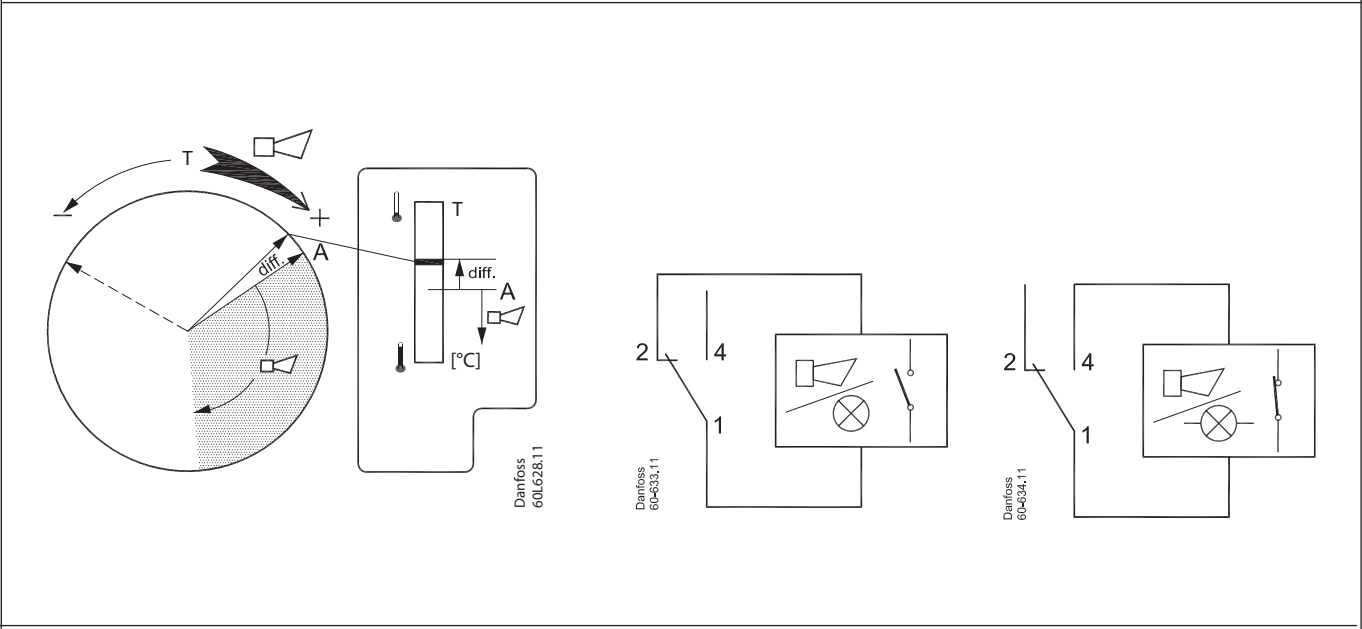 T
−
+
A
diff.
T
diff.
A
[°C]
Danfoss
60L628.11
2
4
1
Danfoss
60-633.11
2
4
1
Danfoss
60-634.11